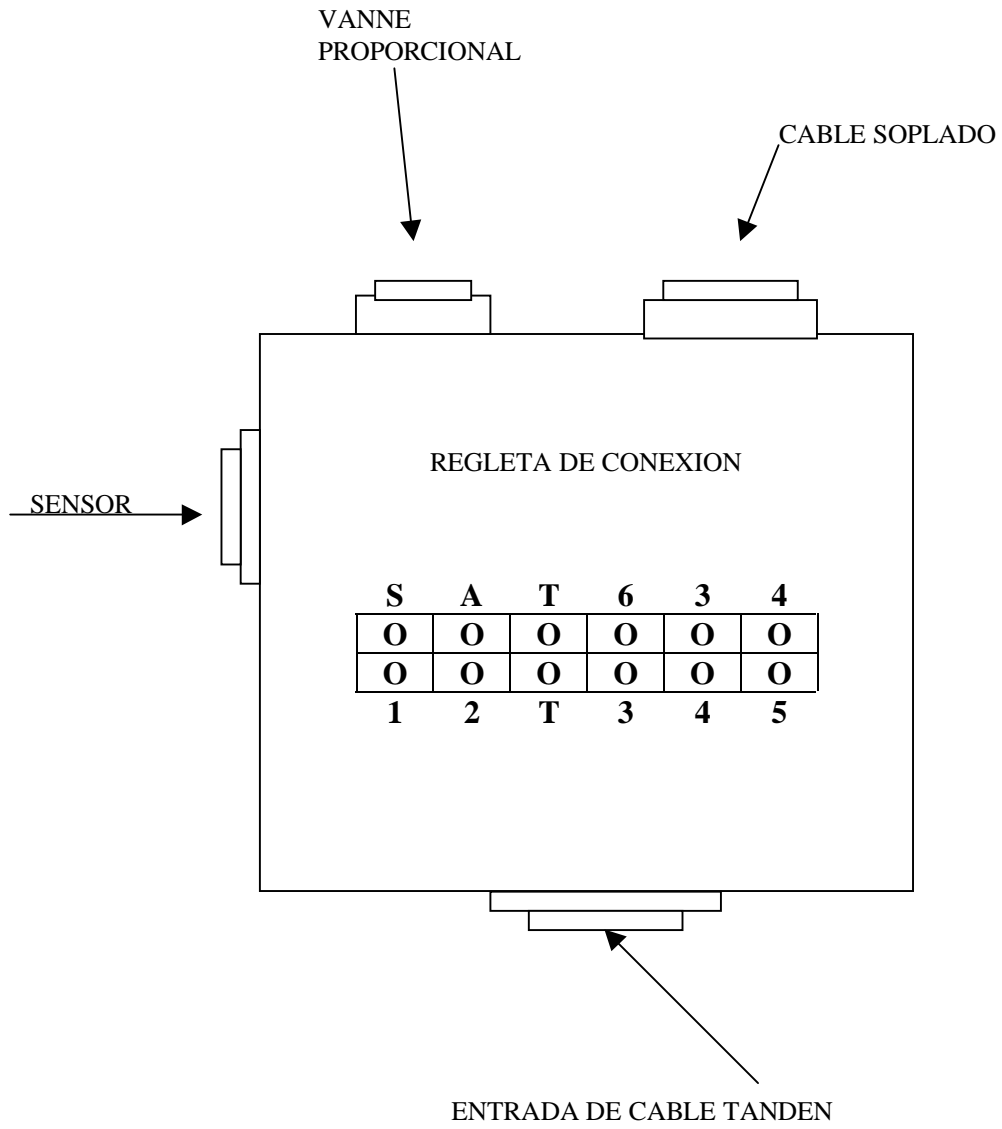 VANNE
PROPORCIONAL
CABLE SOPLADO
REGLETA DE CONEXION
SENSOR
S A T 6 3 4
O O O O O O
O O O O O O
1 2 T 3 4 5
ENTRADA DE CABLE TANDEN